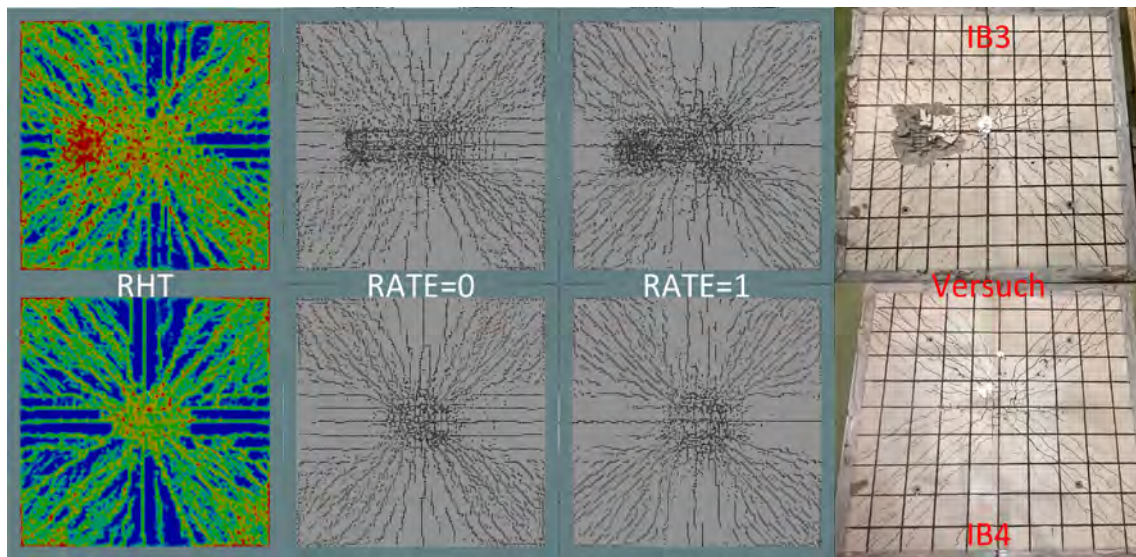 IB3
RHT
RATE=0
RATE=1
Versuch
IB4